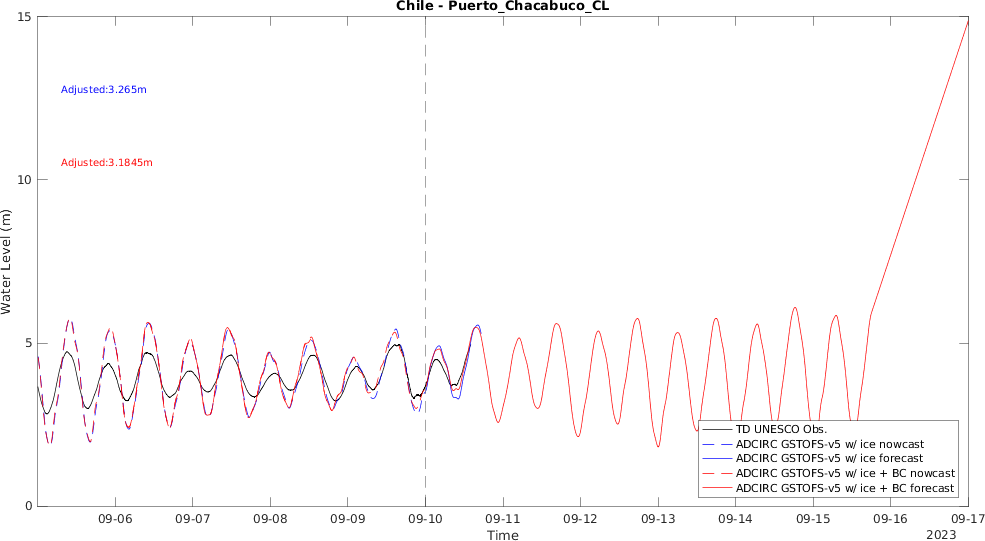 Chile - Puerto_Chacabuco_CL
15
Adjusted:3.265m
Adjusted:3.1845m
10
Water Level (m)
5
0
TD UNESCO Obs.
ADCIRC GSTOFS-v5 w/ ice nowcast
ADCIRC GSTOFS-v5 w/ ice forecast
ADCIRC GSTOFS-v5 w/ ice + BC nowcast
ADCIRC GSTOFS-v5 w/ ice + BC forecast
09-06 09-07 09-08 09-09 09-10 09-11 09-12 09-13 09-14 09-15 09-16 09-17
Time
2023